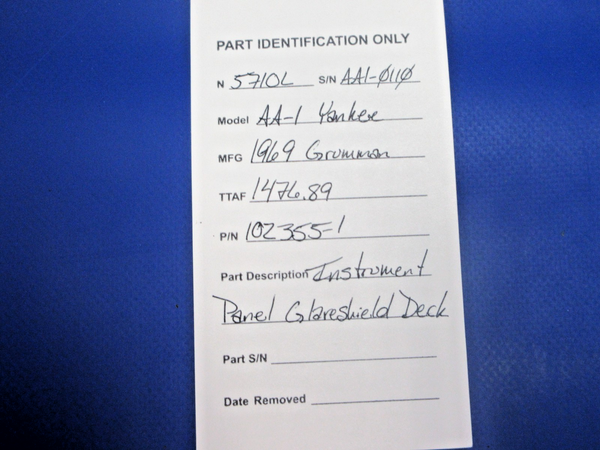 PART IDENTIFICATION ONLY
N 5710L S/N AA1-0110
Model AA-1 Yankee
MFG 1969 Grumman
TTAF 1476.89
P/N 102355-1
Part Description Instrument
Panel Glareshield Deck
Part S/N
Date Removed